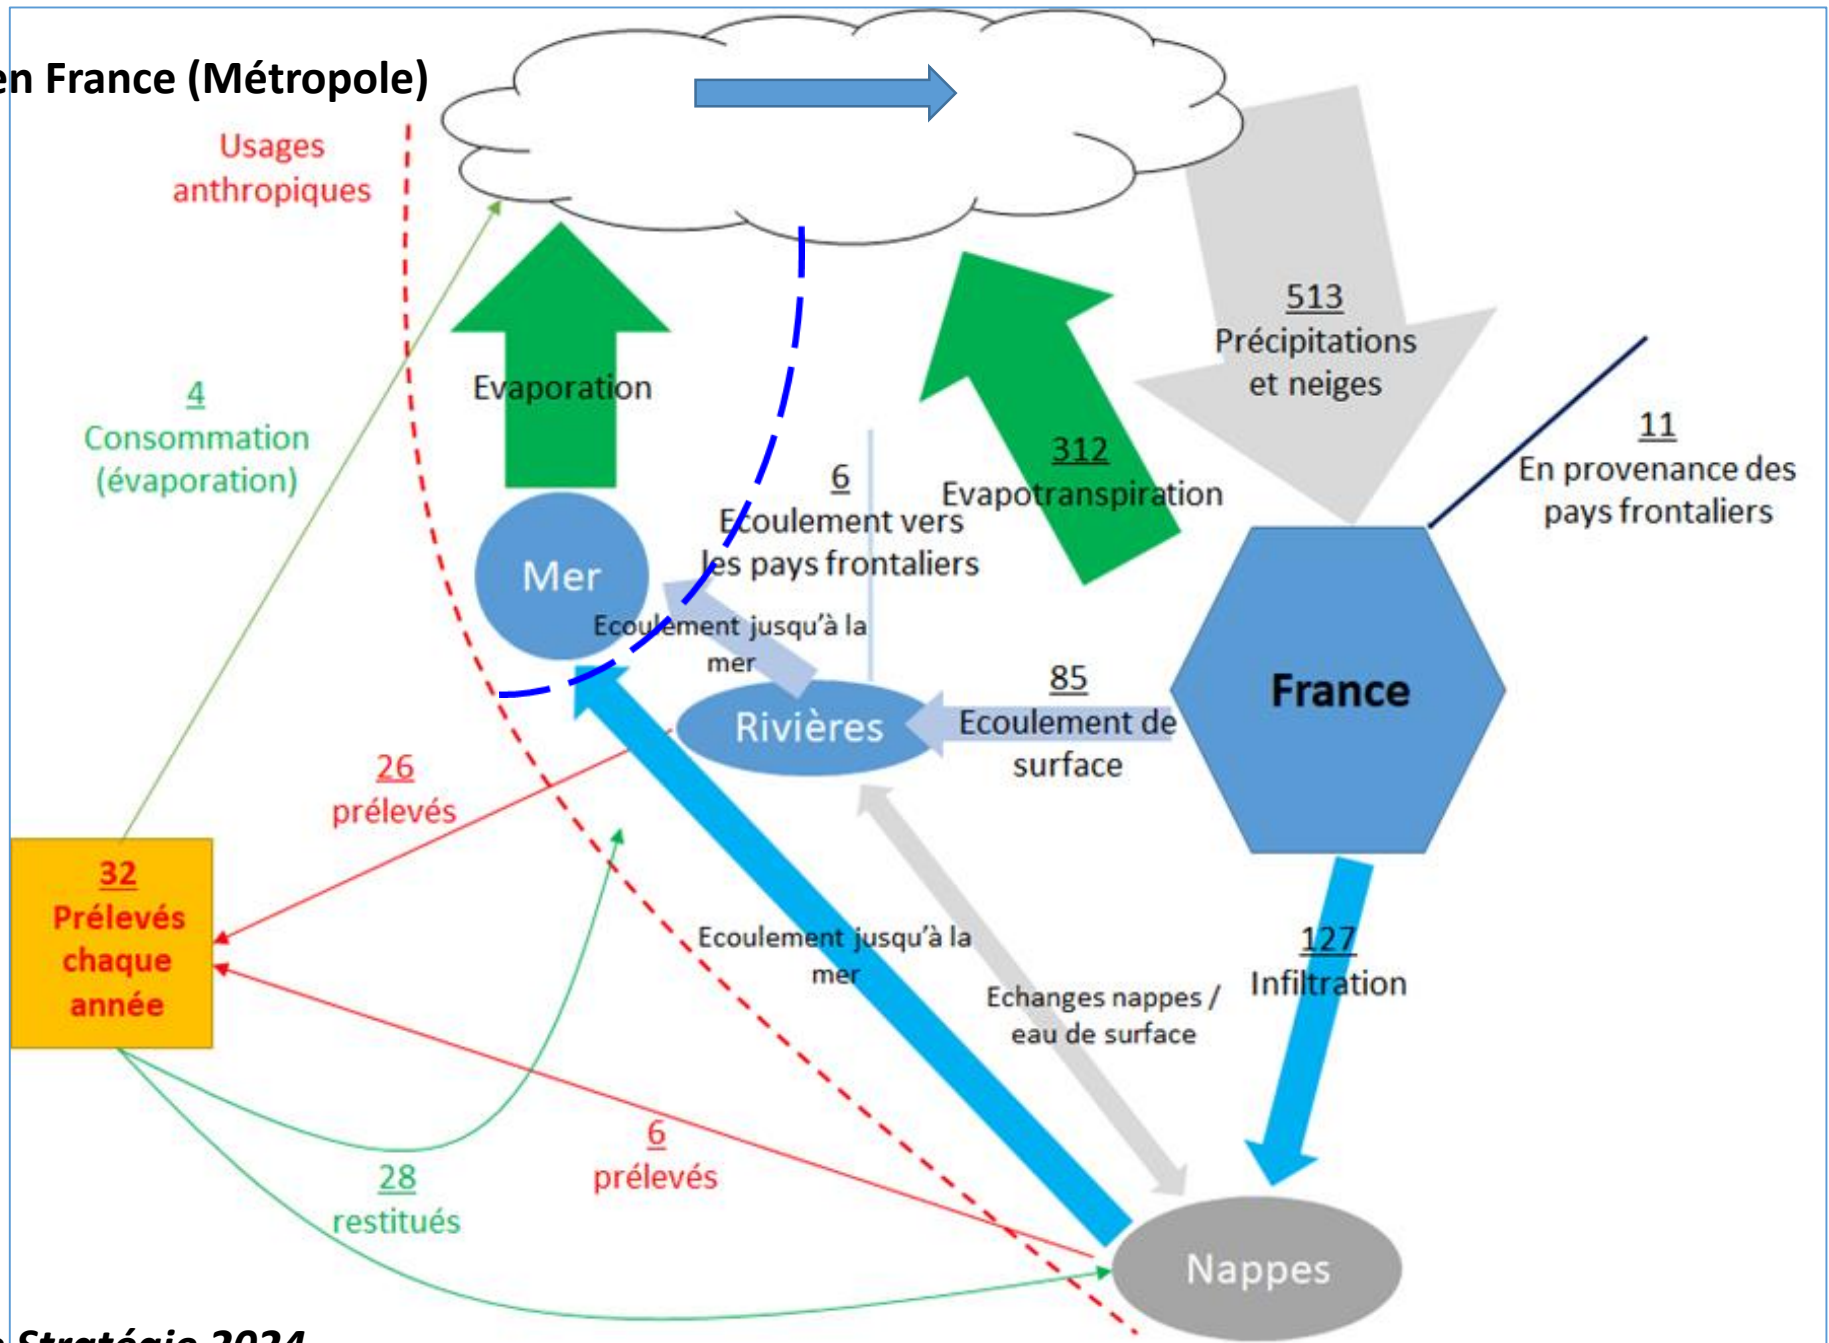 en France (Métropole)
Usages
anthropiques
513
Précipitations
et neiges
4
Consommation
(évaporation)
Evaporation
11
En provenance des
pays frontaliers
312
Evapotranspiration
6
Ecoulement vers
les pays frontaliers
Mer
Ecoulement jusqu'à la
mer
France
85
Ecoulement de
surface
Rivières
26
prélevés
32
Prélevés
chaque
année
Ecoulement jusqu'à la
mer
127
Infiltration
Echanges nappes /
eau de surface
6
prélevés
28
restitués
Nappes
Stratégie 2024